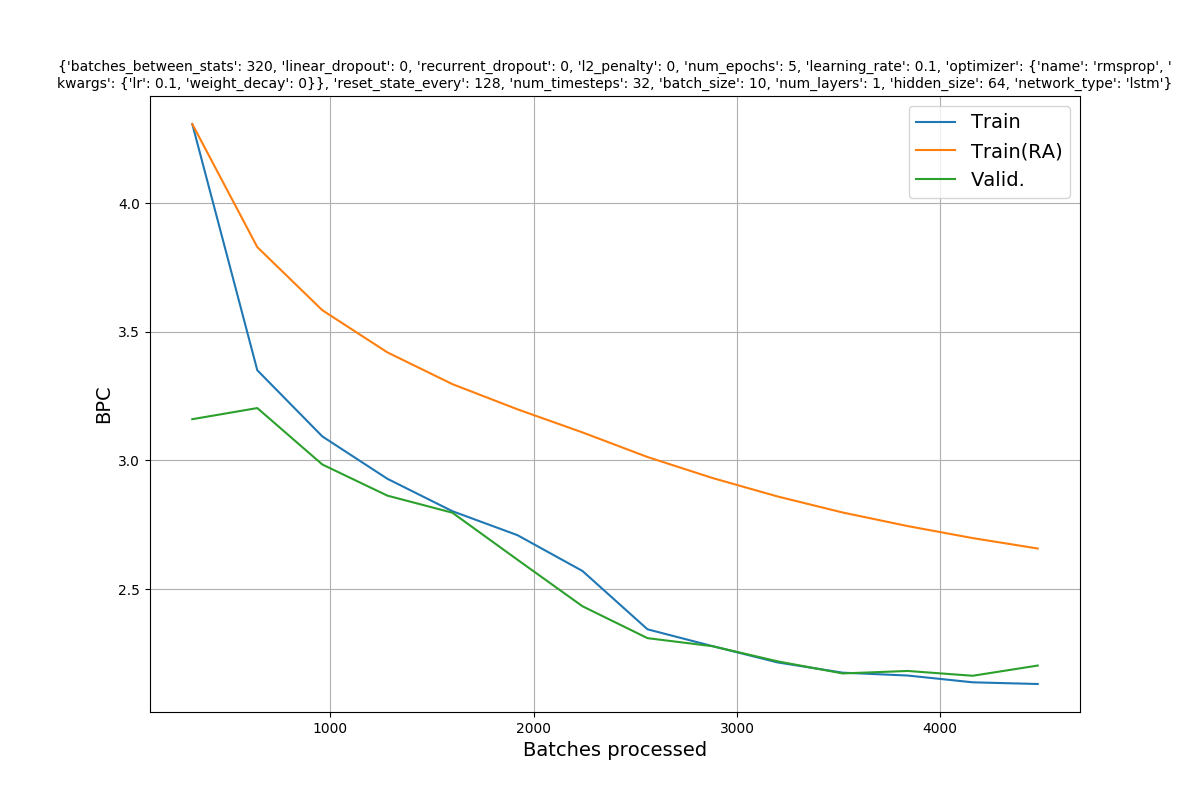 {'batches_between_stats': 320, 'linear_dropout': 0, 'recurrent_dropout': 0, 'l2_penalty': 0, 'num_epochs': 5, 'learning_rate': 0.1, 'optimizer': {'name': 'rmsprop', '
kwargs': {'lr': 0.1, 'weight_decay': 0}}, 'reset_state_every': 128, 'num_timesteps': 32, 'batch_size': 10, 'num_layers': 1, 'hidden_size': 64, 'network_type': 'lstm'}
Train
Train(RA)
Valid.
4.0
3.5
3.0
2.5
BPC
1000 2000 3000 4000
Batches processed